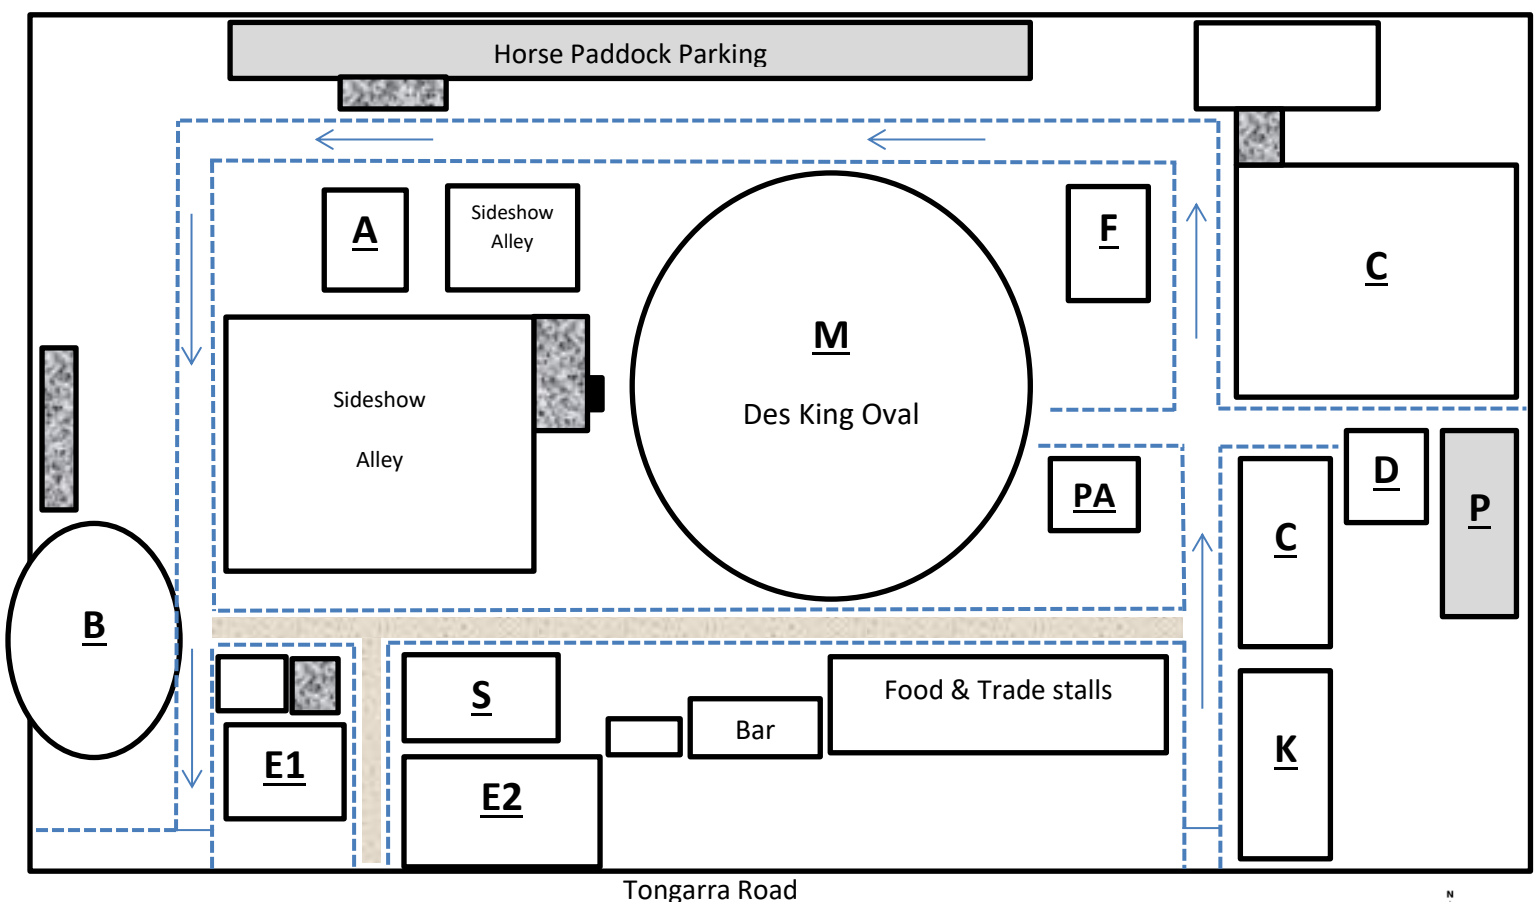 Horse Paddock Parking
A
Sideshow
Alley
F
C
M
Des King Oval
Sideshow
Alley
PA
D
P
C
B
S
Food & Trade stalls
Bar
E1
E2
K
Tongarra Road
N